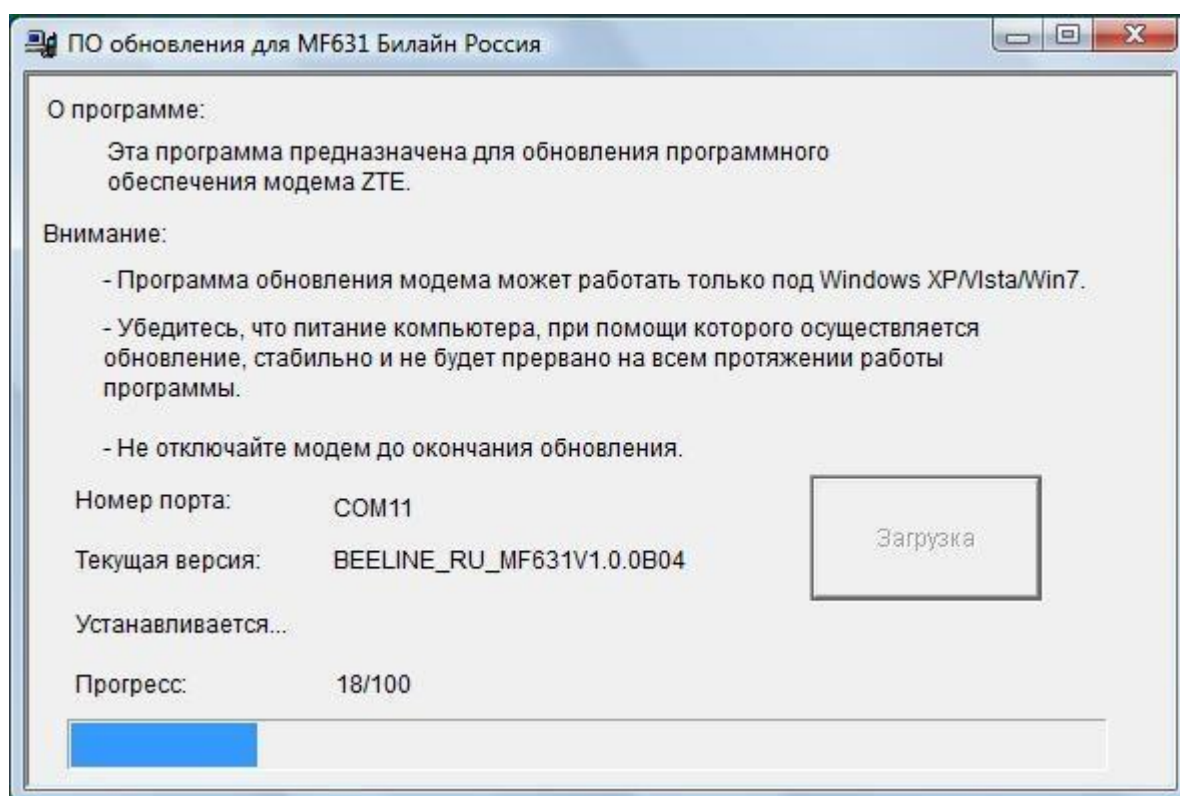 ПО обновления для MF631 Билайн Россия
О программе:
Эта программа предназначена для обновления программного
обеспечения модема ZTE.
Внимание:
- Программа обновления модема может работать только под Windows XP/VIsta/Win7.
- Убедитесь, что питание компьютера, при помощи которого осуществляется
обновление, стабильно и не будет прервано на всем протяжении работы
программы.
- Не отключайте модем до окончания обновления.
Номер порта: COM11
Загрузка
Текущая версия: BEELINE_RU_MF631V1.0.0B04
Устанавливается...
Прогресс: 18/100